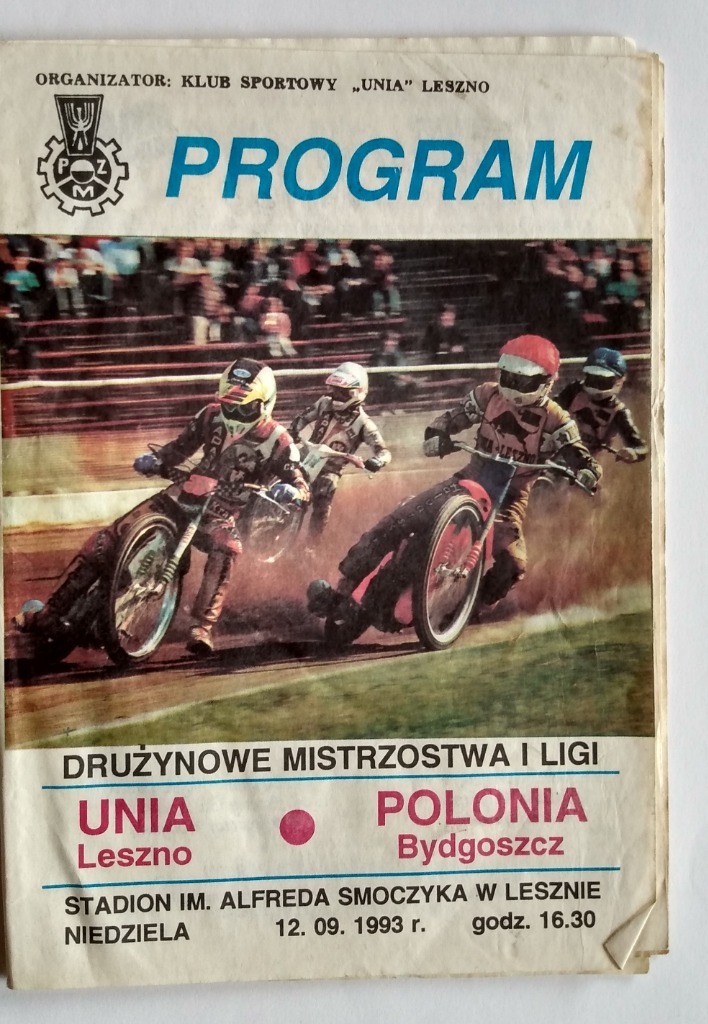 ORGANIZATOR: KLUB SPORTOWY „UNIA” LESZNO
P Z
M
PROGRAM
LESZNO
DRUŻYNOWE MISTRZOSTWA I LIGI
UNIA POLONIA
Leszno Bydgoszcz
STADION IM. ALFREDA SMOCZYKA W LESZNIE
NIEDZIELA 12. 09. 1993 r. godz. 16.30